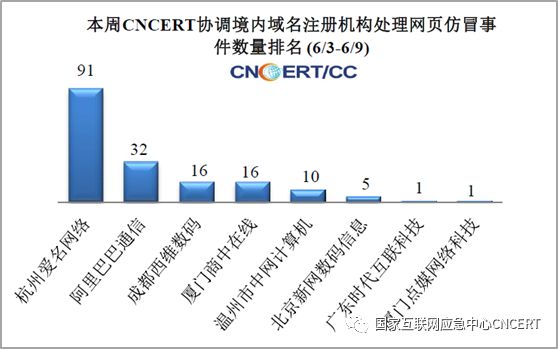 本周CNCERT协调境内域名注册机构处理网页仿冒事
件数量排名 (6/3-6/9)
CNCERT/CC
91
32
16
16
10
5
1
1
杭州爱名网络
阿里巴巴通信
成都西维数码
厦门商中在线
温州市中网计算机
北京新网数码信息
广东时代互联科技
门点媒网络科技
国家互联网应急中心CNCERT